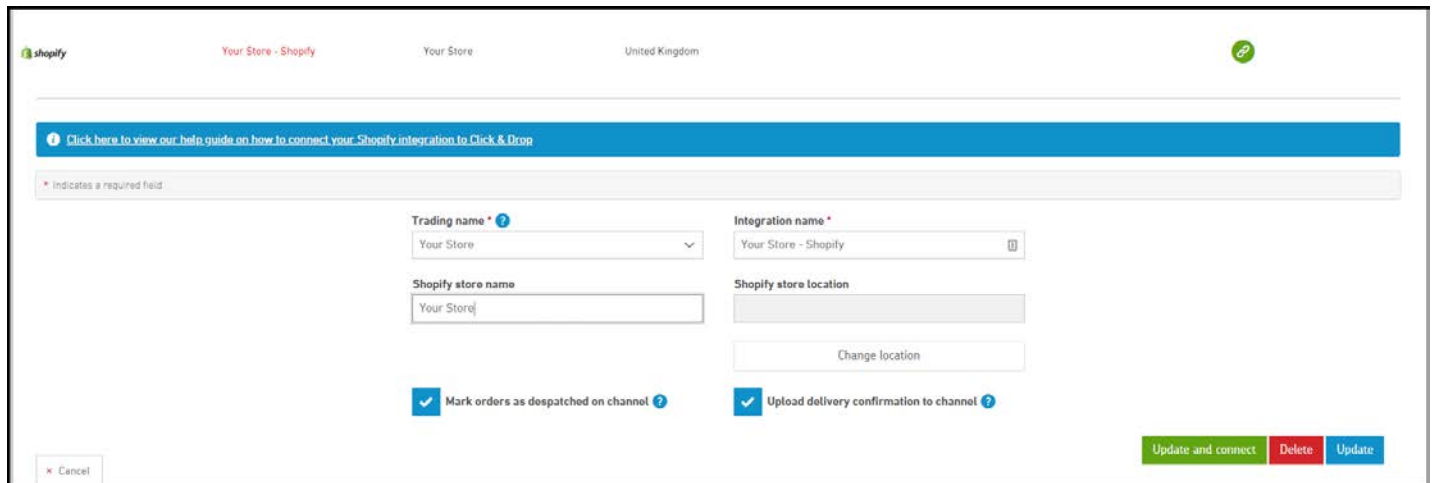 shopify Your Store - Shopify Your Store United Kingdom
Click here to view our help guide on how to connect your Shopify integration to Click & Drop
* Indicates a required field
Trading name * ? Integration name *
Your Store Your Store - Shopify
Shopify store name Shopify store location
Your Store
Change location
Mark orders as despatched on channel ? Upload delivery confirmation to channel ?
Update and connect Delete Update
× Cancel